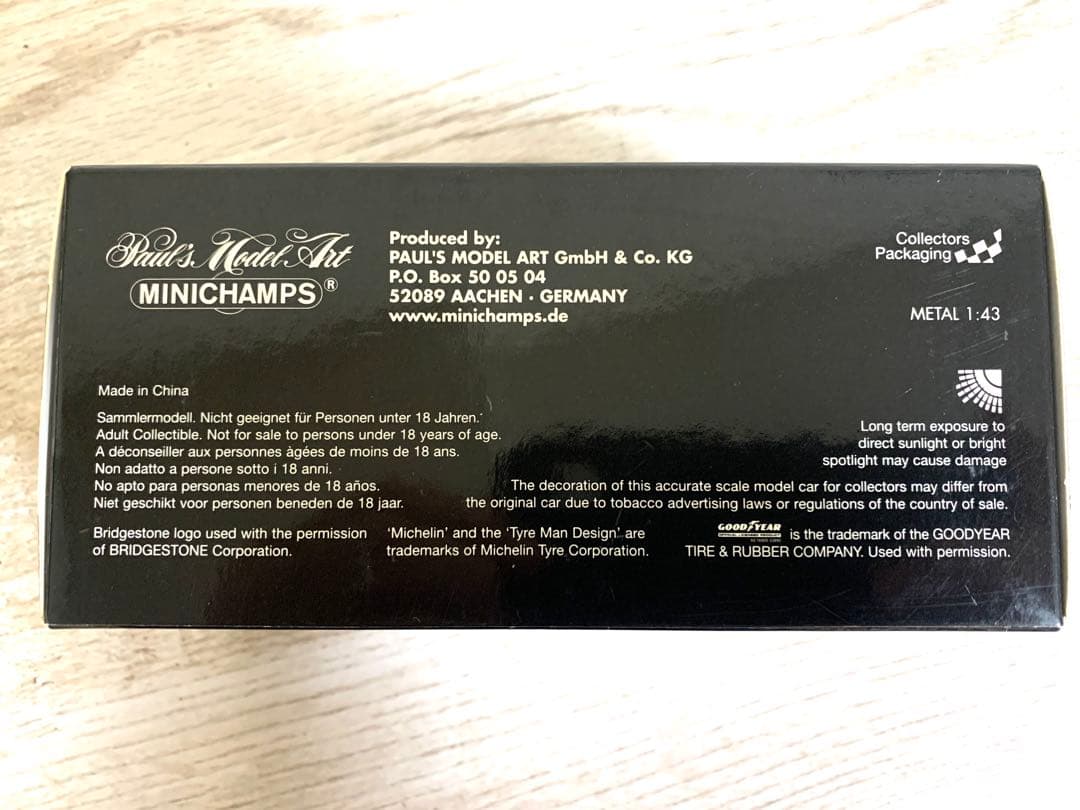 Paul's Model Art
MINICHAMPS®
Produced by:
PAUL'S MODEL ART GmbH & Co. KG
P.O. Box 50 05 04
52089 AACHEN · GERMANY
www.minichamps.de
Collectors
Packaging
METAL 1:43
Made in China
Sammlermodell. Nicht geeignet für Personen unter 18 Jahren.
Adult Collectible. Not for sale to persons under 18 years of age.
A déconseiller aux personnes àgées de moins de 18 ans.
Non adatto a persone sotto i 18 anni.
No apto para personas menores de 18 años.
Niet geschikt voor personen beneden de 18 jaar.
Long term exposure to
direct sunlight or bright
spotlight may cause damage
The decoration of this accurate scale model car for collectors may differ from
the original car due to tobacco advertising laws or regulations of the country of sale.
Bridgestone logo used with the permission
of BRIDGESTONE Corporation.
'Michelin' and the 'Tyre Man Design' are
trademarks of Michelin Tyre Corporation.
GOODYEAR is the trademark of the GOODYEAR
TIRE & RUBBER COMPANY. Used with permission.